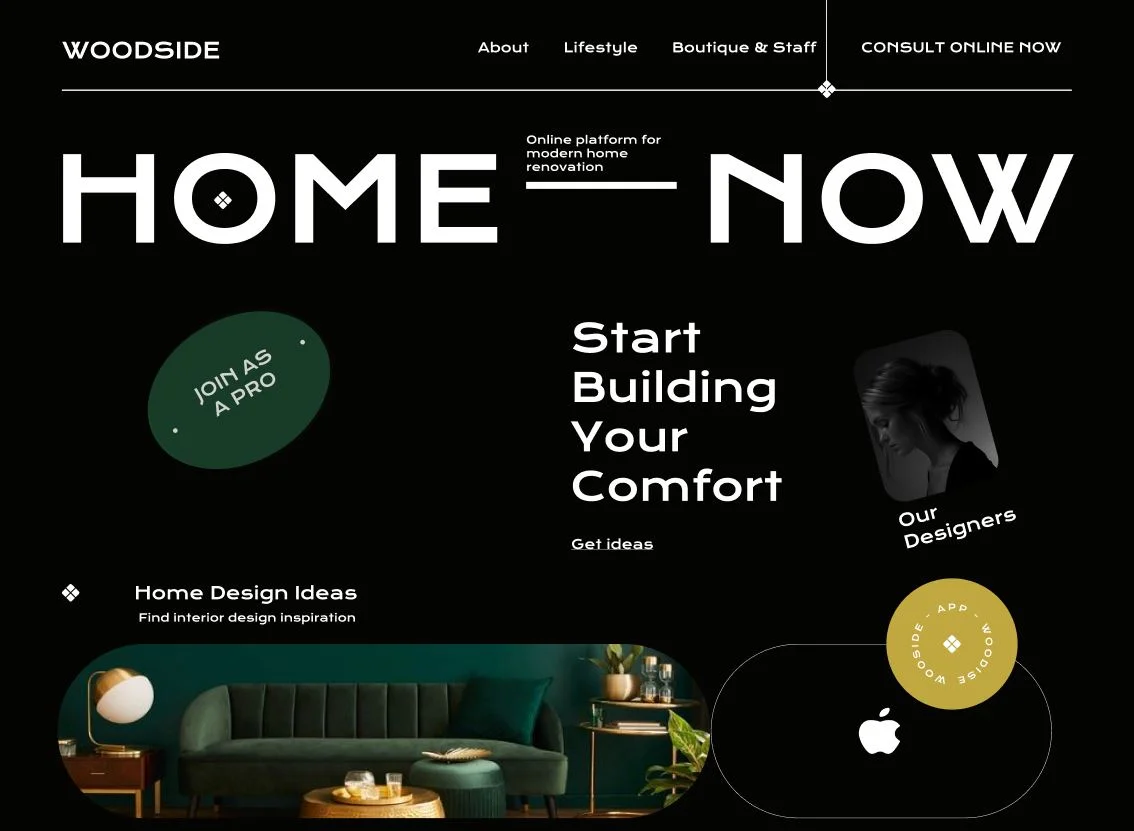 WOODSIDE
About
Lifestyle
Boutique & Staff
CONSULT ONLINE NOW
HOME
Online platform for
modern home
renovation
NOW
JOIN AS
A PRO
Start
Building
Your
Comfort
Get ideas
Our
Designers
Home Design Ideas
Find interior design inspiration
WOOSIDE - APP - WOODISE